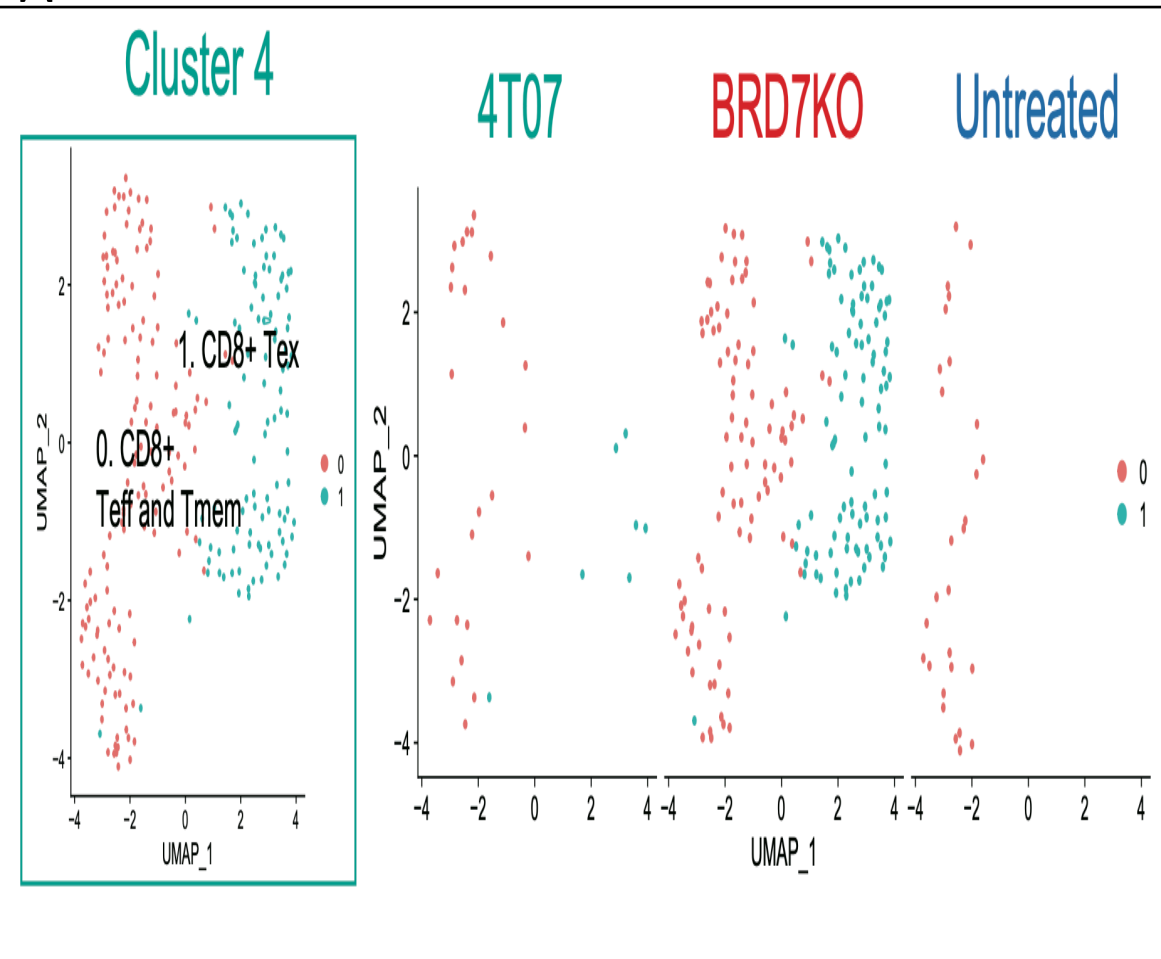 Cluster 4
4T07
BRD7KO
Untreated
UMAP_2
2
0
−2
−4
1. CD8+ Tex
0. CD8+
Teff and Tmem
0
1
−4 −2 0 2 4
UMAP_1
UMAP_2
2
0
−2
−4
−4 −2 0 2 4
−4 −2 0 2 4
−4 −2 0 2 4
UMAP_1
0
1